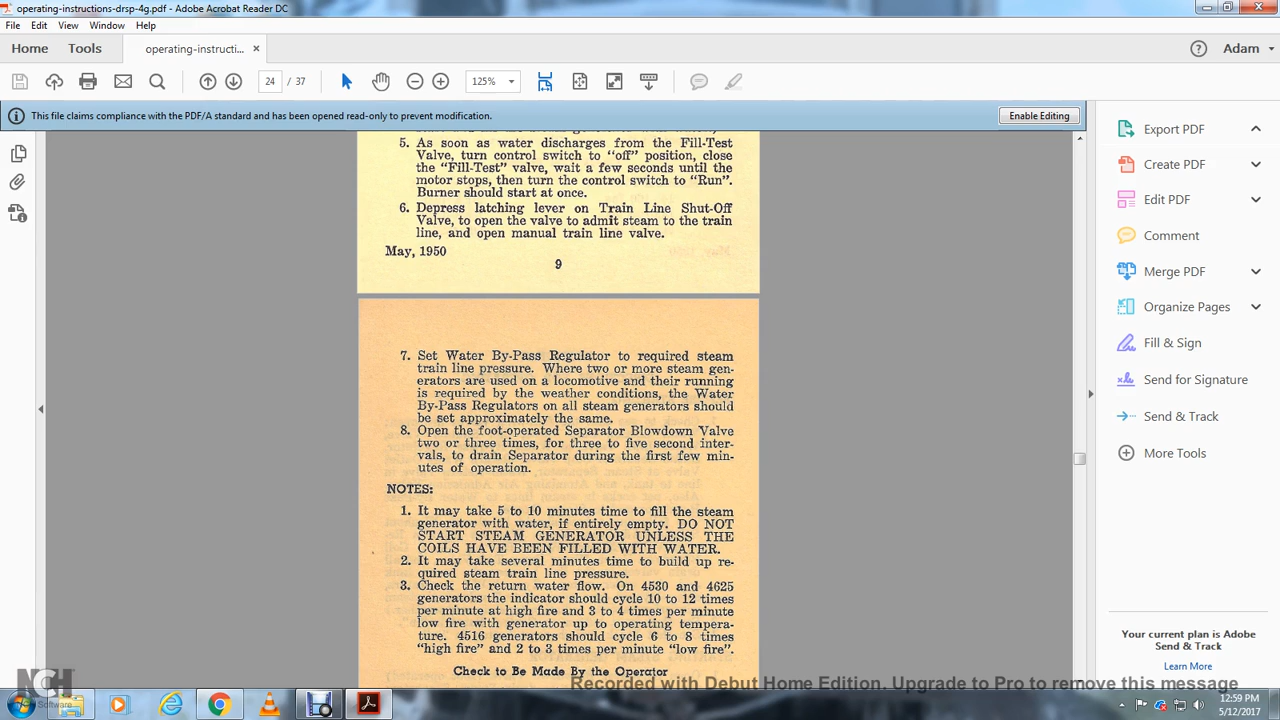 operating-instructions-drsp-4g.pdf - Adobe Acrobat Reader DC
File Edit View Window Help
Home Tools operating-instructi... × Adam
24 / 37 125%
This file claims compliance with the PDF/A standard and has been opened read-only to prevent modification. Enable Editing
5. As soon as water discharges from the Fill-Test
Valve, turn control switch to "off" position, close
the "Fill-Test" valve, wait a few seconds until the
motor stops, then turn the control switch to "Run".
Burner should start at once.
6. Depress latching lever on Train Line Shut-Off
Valve, to open the valve to admit steam to the train
line, and open manual train line valve.
May, 1950
9
7. Set Water By-Pass Regulator to required steam
train line pressure. Where two or more steam gen-
erators are used on a locomotive and their running
is required by the weather conditions, the Water
By-Pass Regulators on all steam generators should
be set approximately the same.
8. Open the foot-operated Separator Blowdown Valve
two or three times, for three to five second inter-
vals, to drain Separator during the first few min-
utes of operation.
NOTES:
1. It may take 5 to 10 minutes time to fill the steam
generator with water, if entirely empty. DO NOT
START STEAM GENERATOR UNLESS THE
COILS HAVE BEEN FILLED WITH WATER.
2. It may take several minutes time to build up re-
quired steam train line pressure.
3. Check the return water flow. On 4530 and 4625
generators the indicator should cycle 10 to 12 times
per minute at high fire and 3 to 4 times per minute
low fire with generator up to operating tempera-
ture. 4516 generators should cycle 6 to 8 times
"high fire" and 2 to 3 times per minute "low fire".
Check to Be Made By the Operator
Export PDF
Create PDF
Edit PDF
Comment
Merge PDF
Organize Pages
Fill & Sign
Send for Signature
Send & Track
More Tools
Your current plan is Adobe
Send & Track
Learn More
NCH
Software
Recorded with Debut Home Edition. Upgrade to Pro to remove this message
12:59 PM
5/12/2017